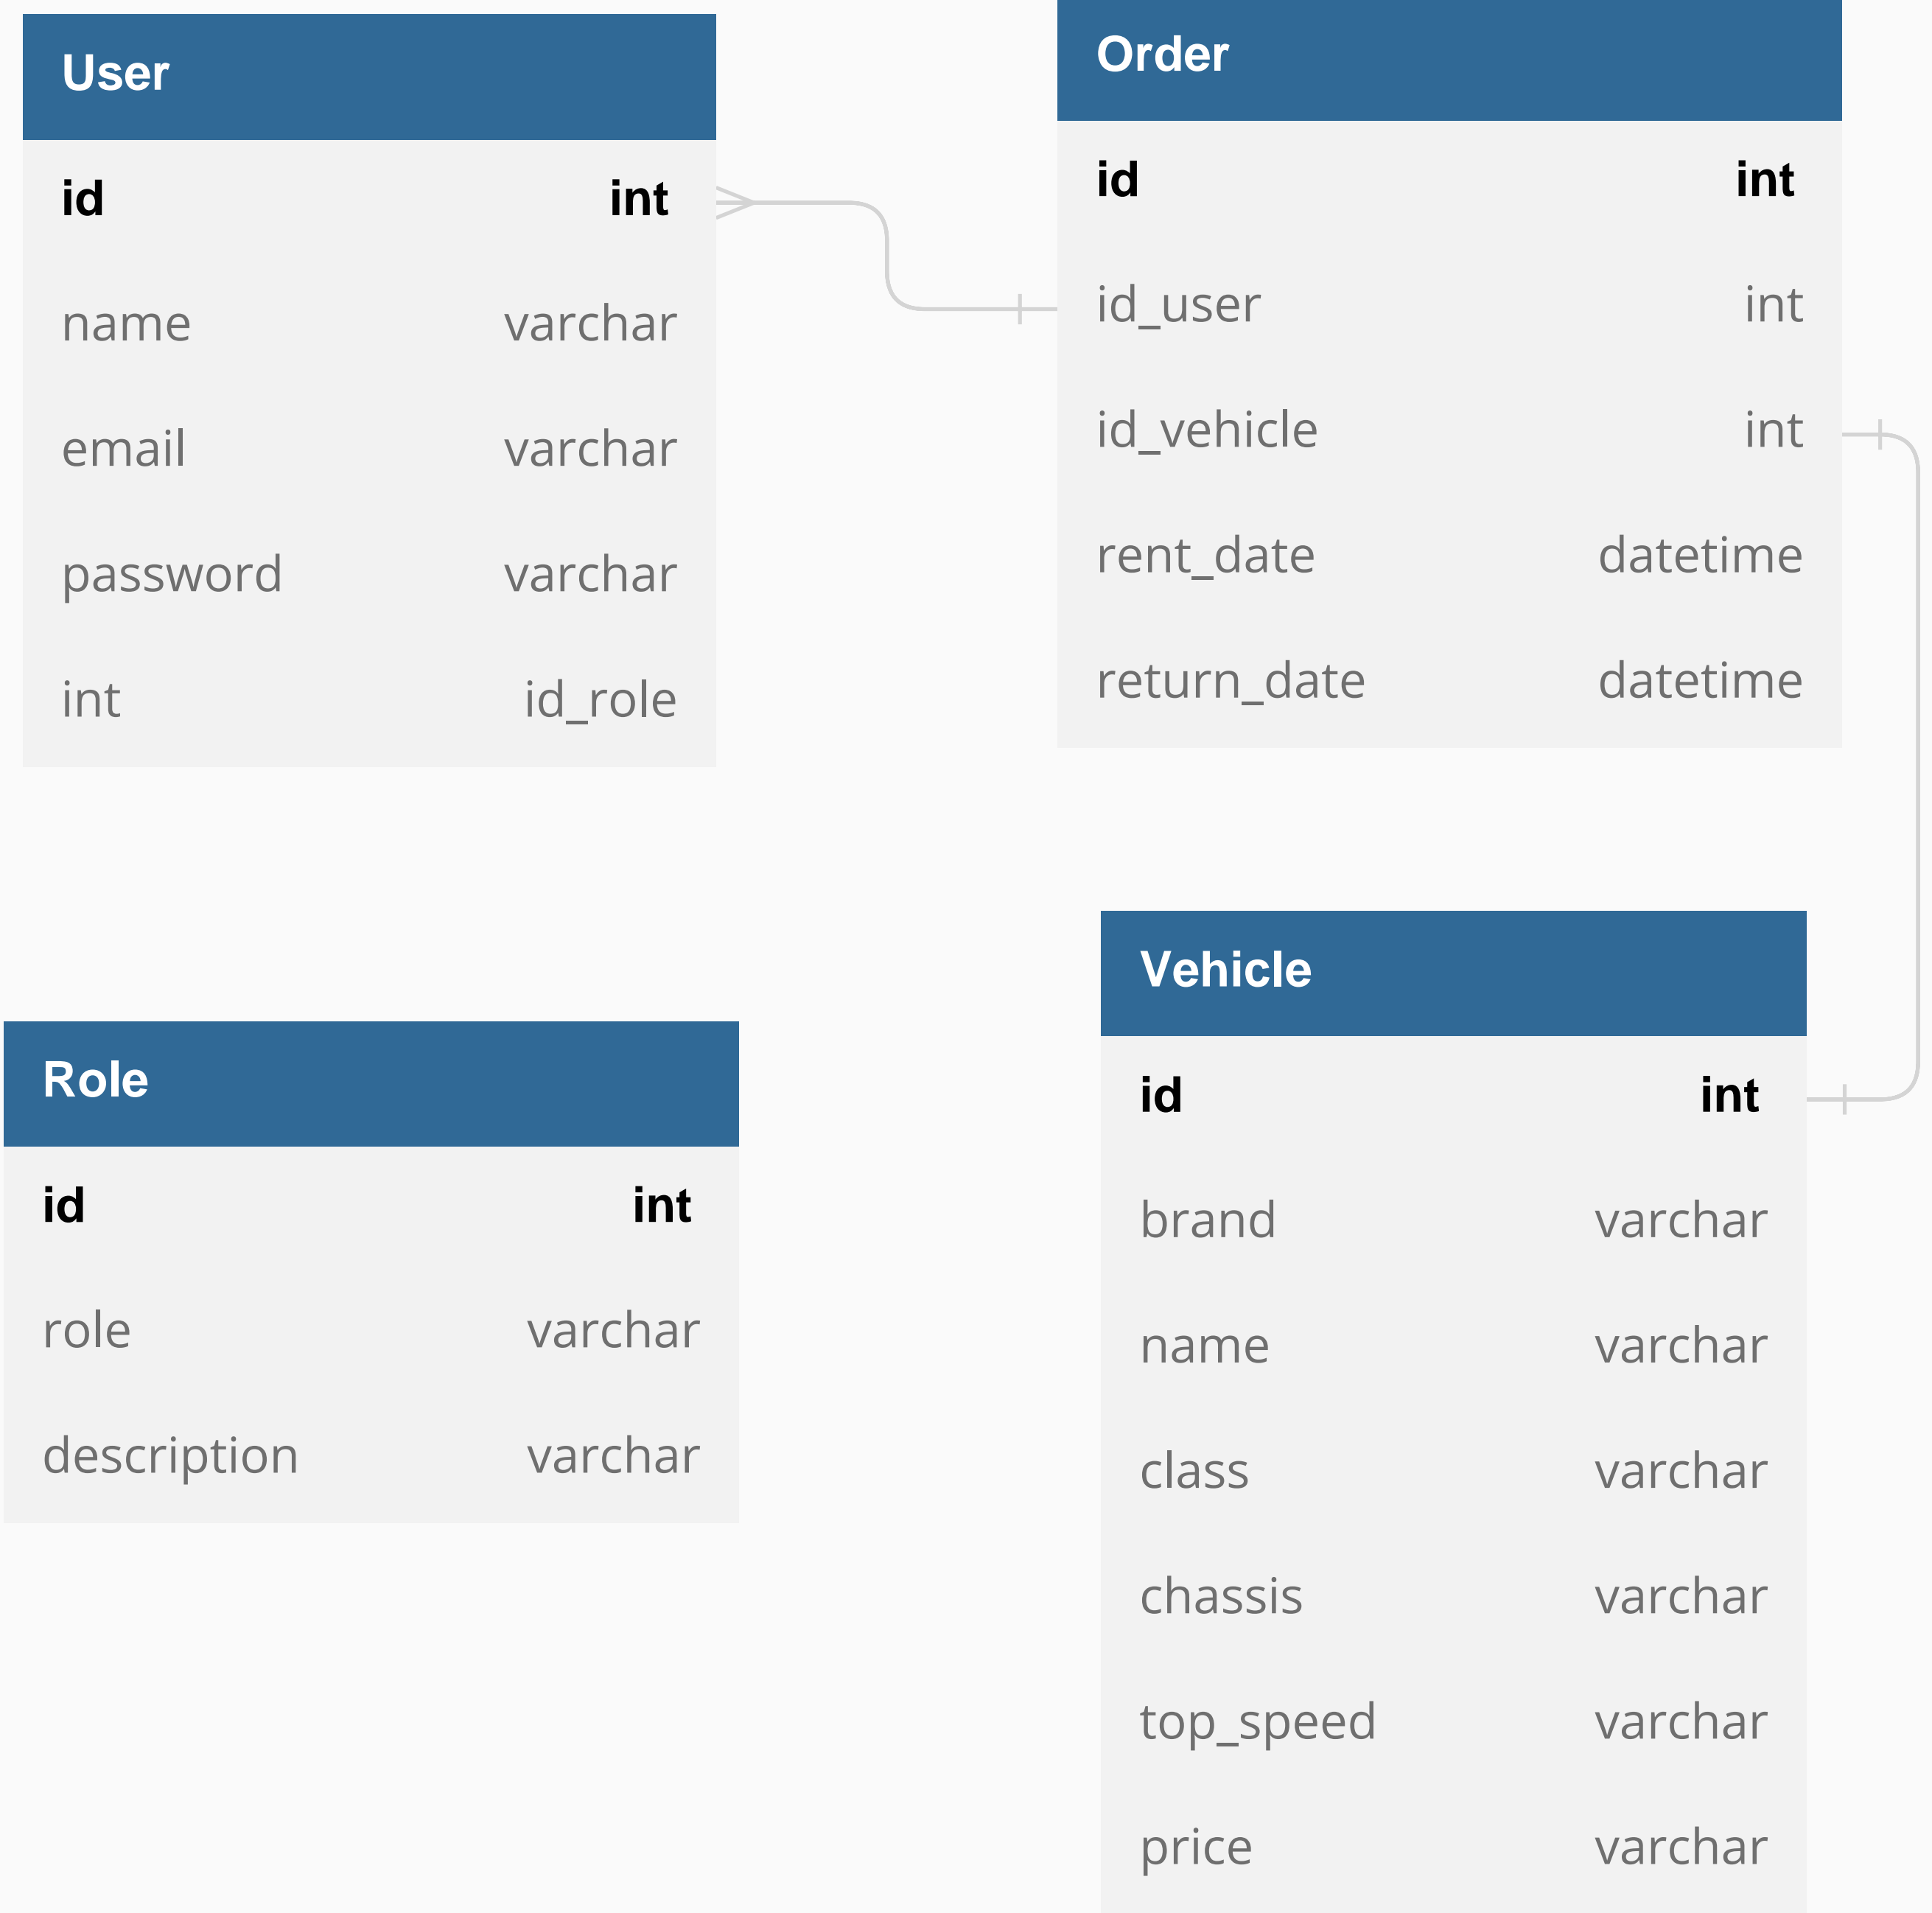 User
id int
name varchar
email varchar
password varchar
int id_role
Order
id int
id_user int
id_vehicle int
rent_date datetime
return_date datetime
Role
id int
role varchar
description varchar
Vehicle
id int
brand varchar
name varchar
class varchar
chassis varchar
top_speed varchar
price varchar